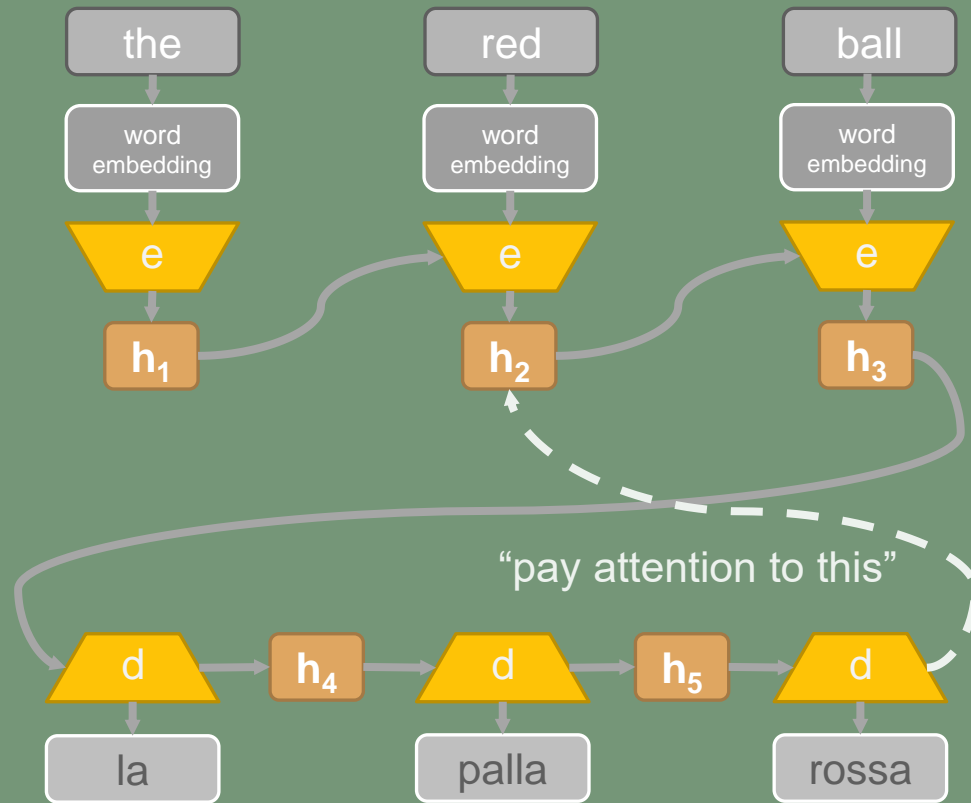 the
red
ball
word
embedding
word
embedding
word
embedding
e
e
e
h₁
h₂
h₃
“pay attention to this”
d
h₄
d
h₅
d
la
palla
rossa